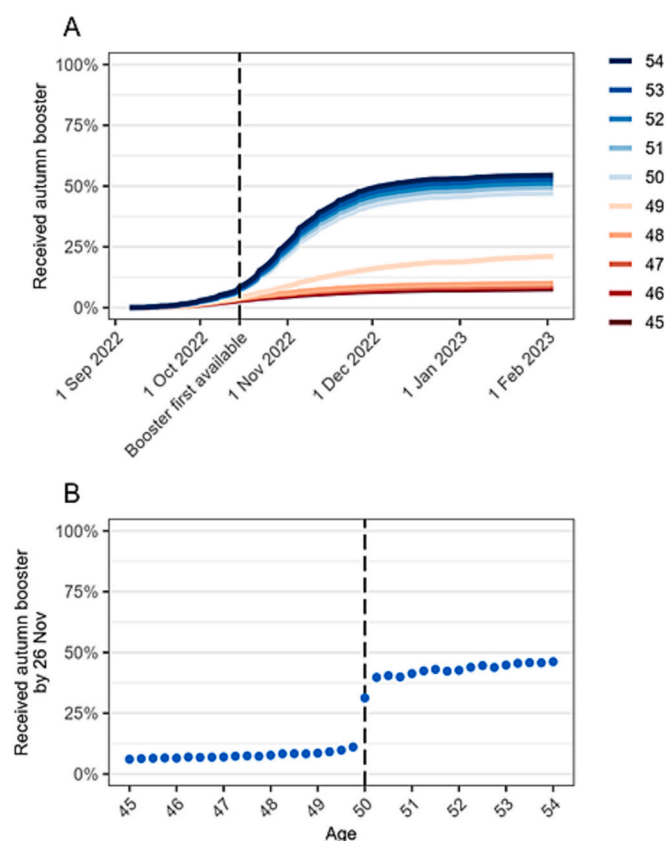 A
Received autumn booster
100%
75%
50%
25%
0%
1 Sep 2022
1 Oct 2022
Booster first available
1 Nov 2022
1 Dec 2022
1 Jan 2023
1 Feb 2023
54
53
52
51
50
49
48
47
46
45
B
Received autumn booster
by 26 Nov
100%
75%
50%
25%
0%
45
46
47
48
49
50
51
52
53
54
Age